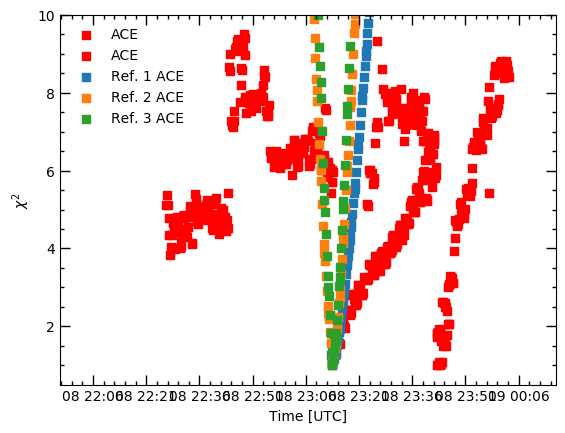 10
ACE
ACE
Ref. 1 ACE
Ref. 2 ACE
Ref. 3 ACE
8
6
4
2
χ²
08 22:06 08 22:21 08 22:36 08 22:51 08 23:06 08 23:21 08 23:36 08 23:51 09 00:06
Time [UTC]